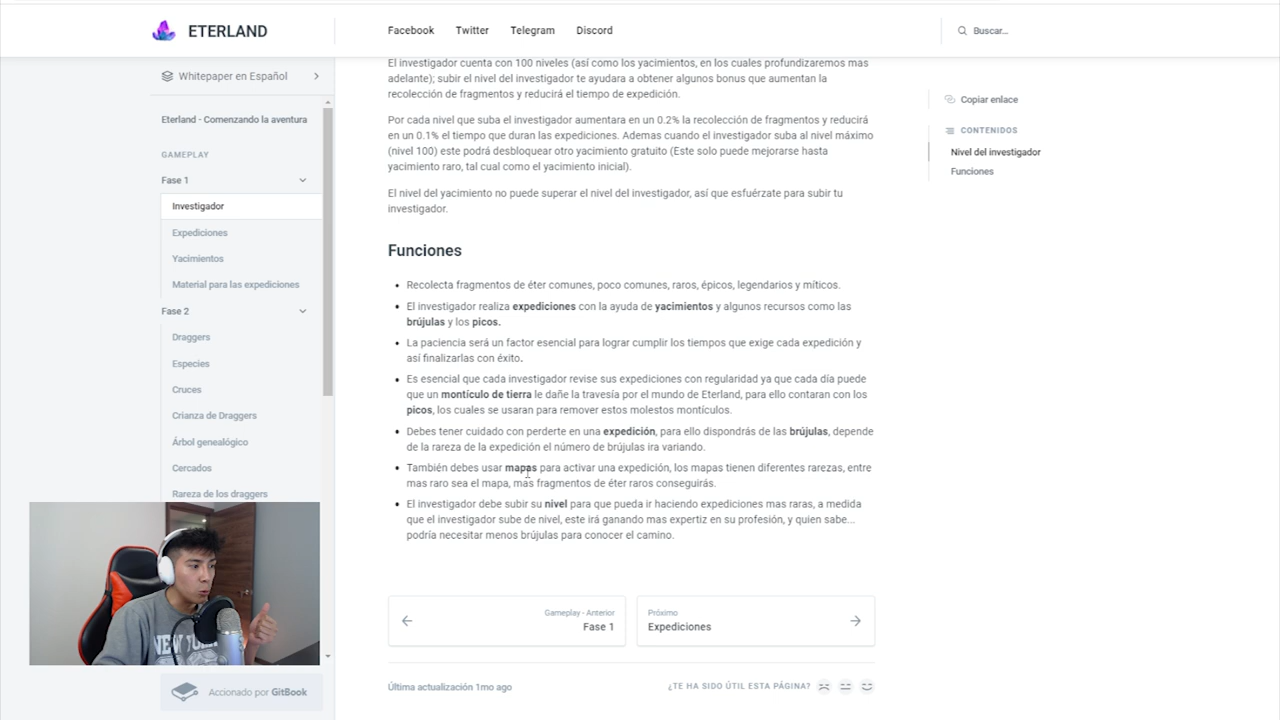 ETERLAND
Facebook Twitter Telegram Discord
Buscar...
Whitepaper en Español
Eterland - Comenzando la aventura
GAMEPLAY
Fase 1
Investigador
Expediciones
Yacimientos
Material para las expediciones
Fase 2
Draggers
Especies
Cruces
Crianza de Draggers
Árbol genealógico
Cercados
Rareza de los draggers
NEW YORK
Accionado por GitBook
El investigador cuenta con 100 niveles (así como los yacimientos, en los cuales profundizaremos mas
adelante); subir el nivel del investigador te ayudara a obtener algunos bonus que aumentan la
recolección de fragmentos y reducirá el tiempo de expedición.
Por cada nivel que suba el investigador aumentara en un 0.2% la recolección de fragmentos y reducirá
en un 0.1% el tiempo que duran las expediciones. Ademas cuando el investigador suba al nivel máximo
(nivel 100) este podrá desbloquear otro yacimiento gratuito (Este solo puede mejorarse hasta
yacimiento raro, tal cual como el yacimiento inicial).
El nivel del yacimiento no puede superar el nivel del investigador, así que esfuérzate para subir tu
investigador.
Funciones
• Recolecta fragmentos de éter comunes, poco comunes, raros, épicos, legendarios y míticos.
• El investigador realiza expediciones con la ayuda de yacimientos y algunos recursos como las
brújulas y los picos.
• La paciencia será un factor esencial para lograr cumplir los tiempos que exige cada expedición y
así finalizarlas con éxito.
• Es esencial que cada investigador revise sus expediciones con regularidad ya que cada día puede
que un montículo de tierra le dañe la travesía por el mundo de Eterland, para ello contaran con los
picos, los cuales se usaran para remover estos molestos montículos.
• Debes tener cuidado con perderte en una expedición, para ello dispondrás de las brújulas, depende
de la rareza de la expedición el número de brújulas ira variando.
• También debes usar mapas para activar una expedición, los mapas tienen diferentes rarezas, entre
mas raro sea el mapa, más fragmentos de éter raros conseguirás.
• El investigador debe subir su nivel para que pueda ir haciendo expediciones mas raras, a medida
que el investigador sube de nivel, este irá ganando mas expertiz en su profesión, y quien sabe...
podría necesitar menos brújulas para conocer el camino.
Gameplay - Anterior
Fase 1
Próximo
Expediciones
Última actualización 1mo ago
¿TE HA SIDO ÚTIL ESTA PÁGINA?
Copiar enlace
CONTENIDOS
Nivel del investigador
Funciones